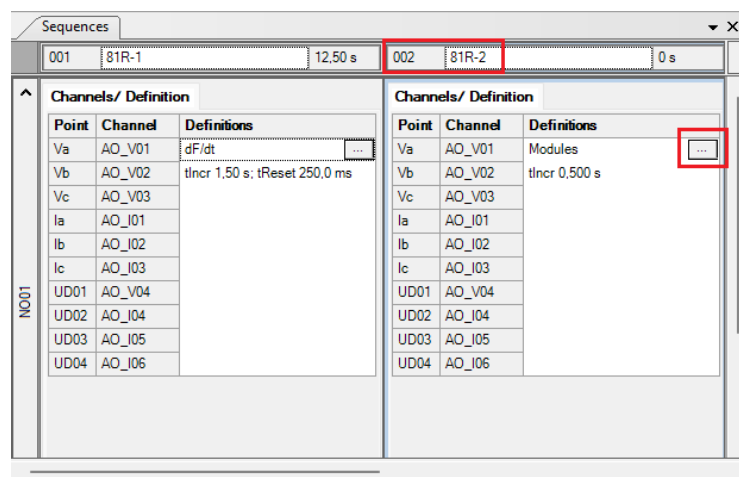 Sequences
001 81R-1 12,50 s 002 81R-2 0 s
Channels/ Definition Channels/ Definition
Point Channel Definitions Point Channel Definitions
Va AO_V01 dF/dt ... Va AO_V01 Modules ...
Vb AO_V02 tIncr 1,50 s; tReset 250,0 ms Vb AO_V02 tIncr 0,500 s
Vc AO_V03 Vc AO_V03
Ia AO_I01 Ia AO_I01
Ib AO_I02 Ib AO_I02
Ic AO_I03 Ic AO_I03
UD01 AO_V04 UD01 AO_V04
UD02 AO_I04 UD02 AO_I04
UD03 AO_I05 UD03 AO_I05
UD04 AO_I06 UD04 AO_I06
NO01